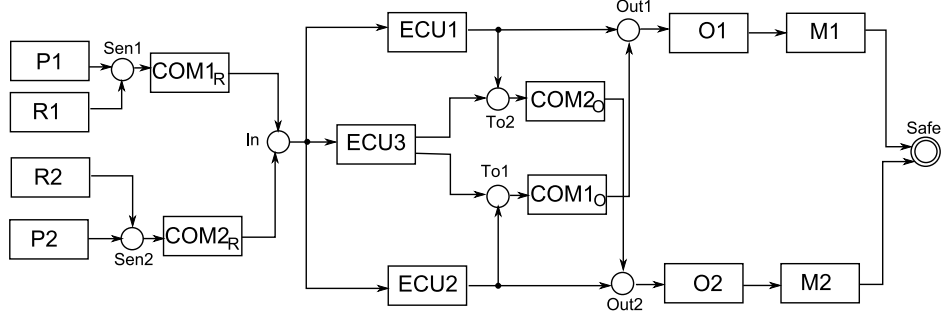 Out1
ECU1
O1
M1
Sen1
P1
COM1R
R1
COM2O
To2
Safe
In
ECU3
To1
R2
COM1O
P2
COM2R
Sen2
ECU2
O2
M2
Out2